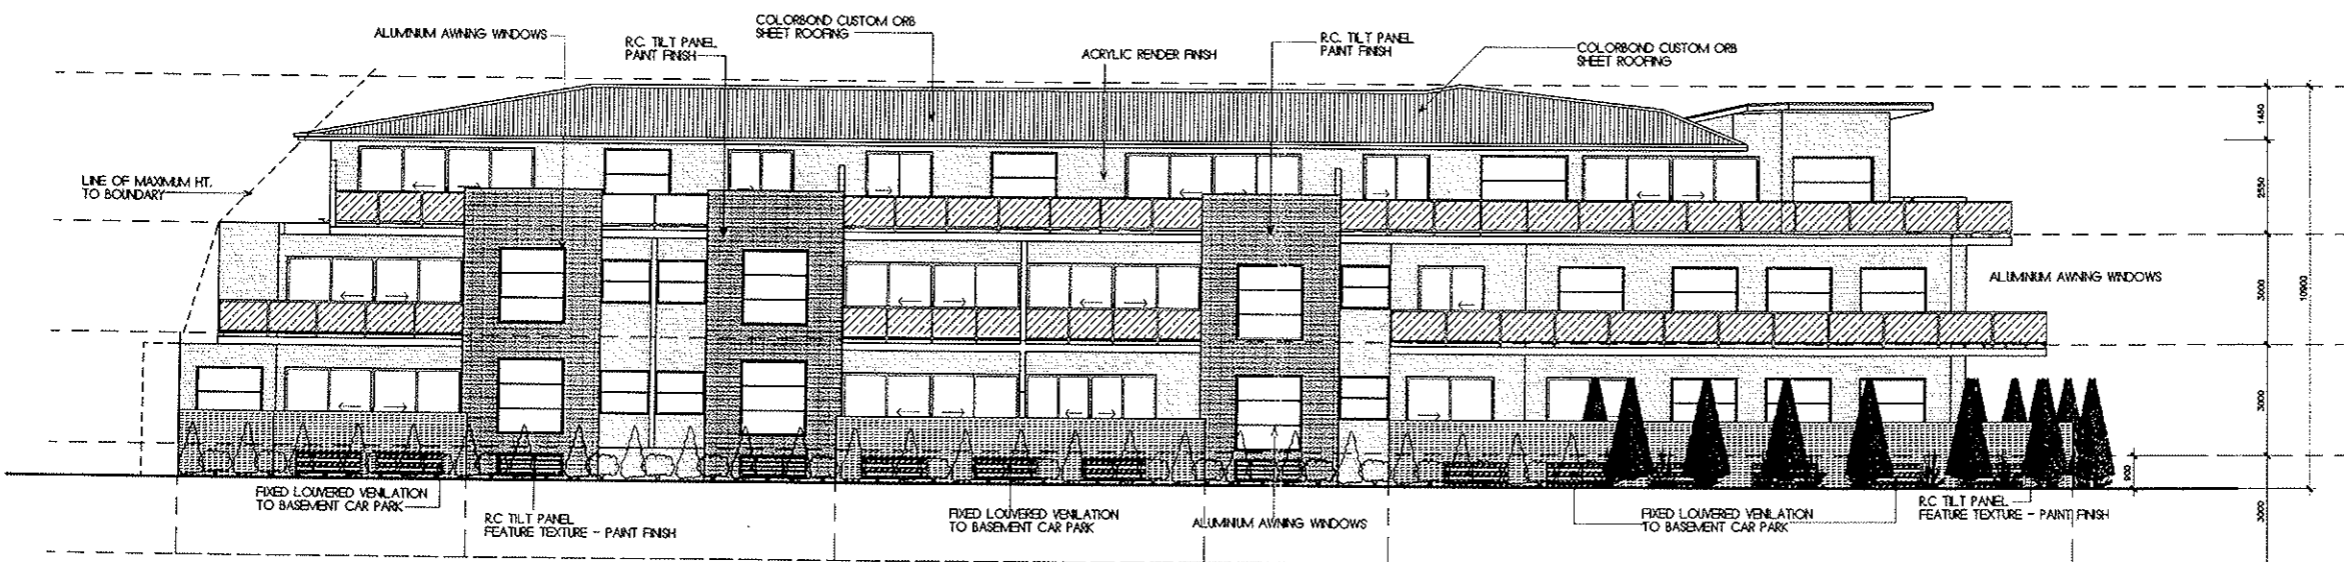 COLORBOND CUSTOM ORB
SHEET ROOFING
ALUMINIUM AWNING WINDOWS
R.C. TILT PANEL
PAINT FINISH
ACRYLIC RENDER FINISH
R.C. TILT PANEL
PAINT FINISH
COLORBOND CUSTOM ORB
SHEET ROOFING
LINE OF MAXIMUM HT.
TO BOUNDARY
1450
2550
ALUMINIUM AWNING WINDOWS
3000
10900
3000
900
3000
FIXED LOUVERED VENILATION
TO BASEMENT CAR PARK
R.C TILT PANEL
FEATURE TEXTURE - PAINT FINISH
FIXED LOUVERED VENILATION
TO BASEMENT CAR PARK
ALUMINIUM AWNING WINDOWS
FIXED LOUVERED VENILATION
TO BASEMENT CAR PARK
R.C TILT PANEL
FEATURE TEXTURE - PAINT FINISH